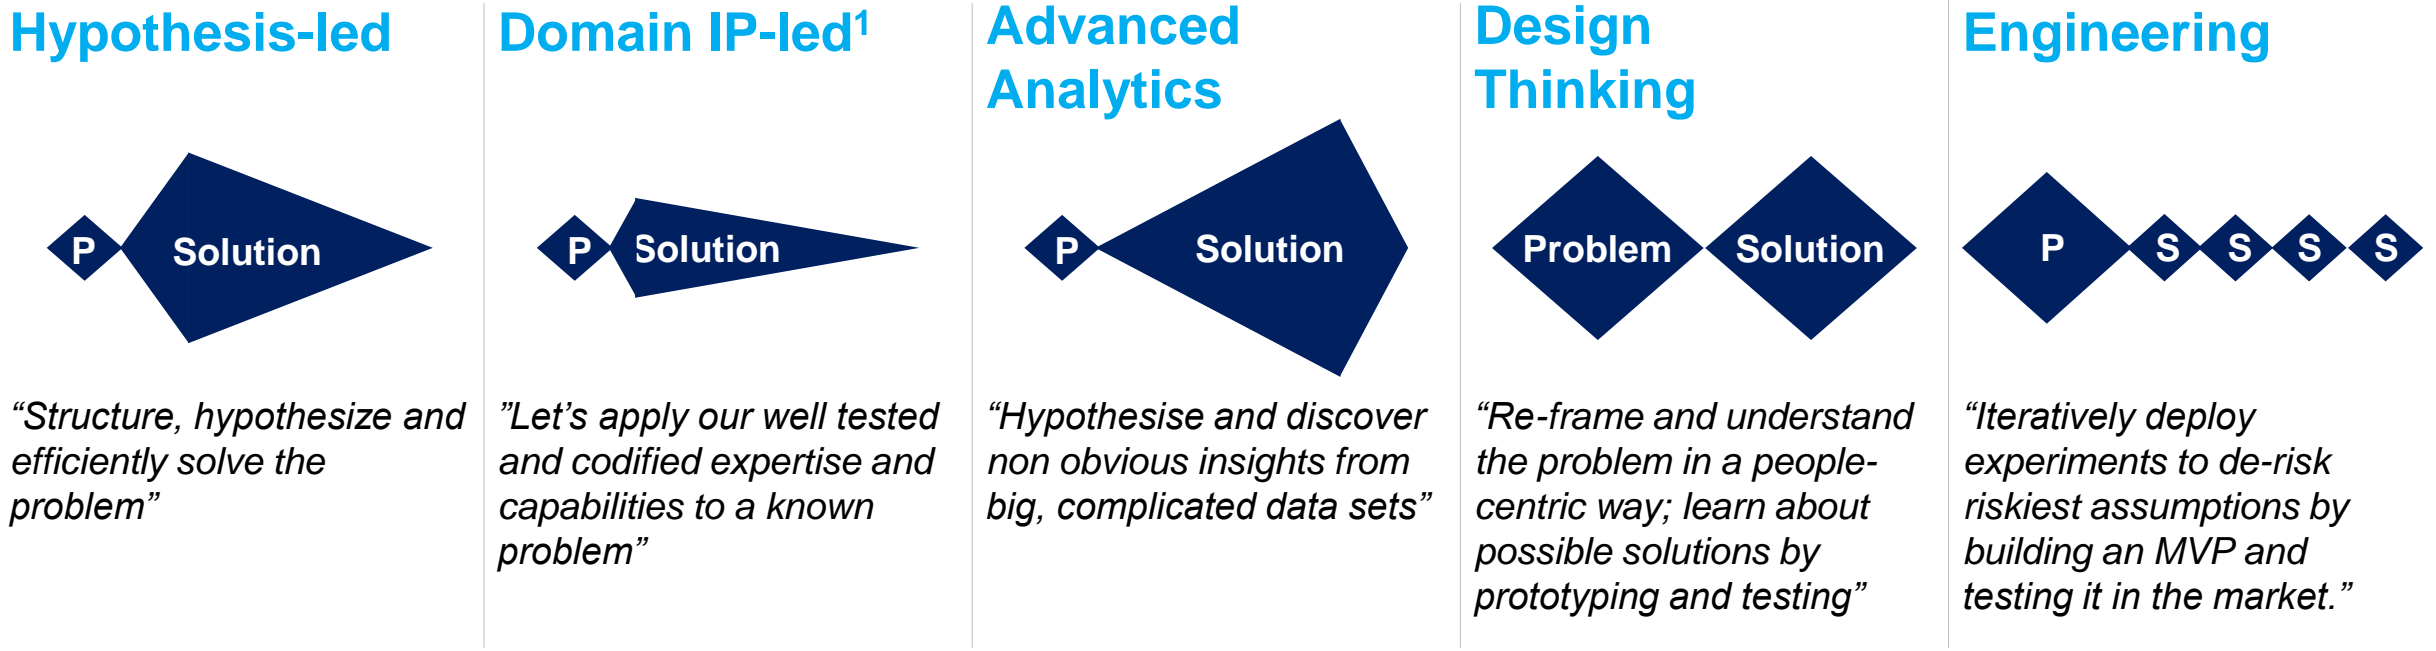 Hypothesis-led
P
Solution
“Structure, hypothesize and
efficiently solve the
problem”
Domain IP-led¹
P
Solution
”Let’s apply our well tested
and codified expertise and
capabilities to a known
problem”
Advanced
Analytics
P
Solution
“Hypothesise and discover
non obvious insights from
big, complicated data sets”
Design
Thinking
Problem
Solution
“Re-frame and understand
the problem in a people-
centric way; learn about
possible solutions by
prototyping and testing”
Engineering
P
S
S
S
S
“Iteratively deploy
experiments to de-risk
riskiest assumptions by
building an MVP and
testing it in the market.”